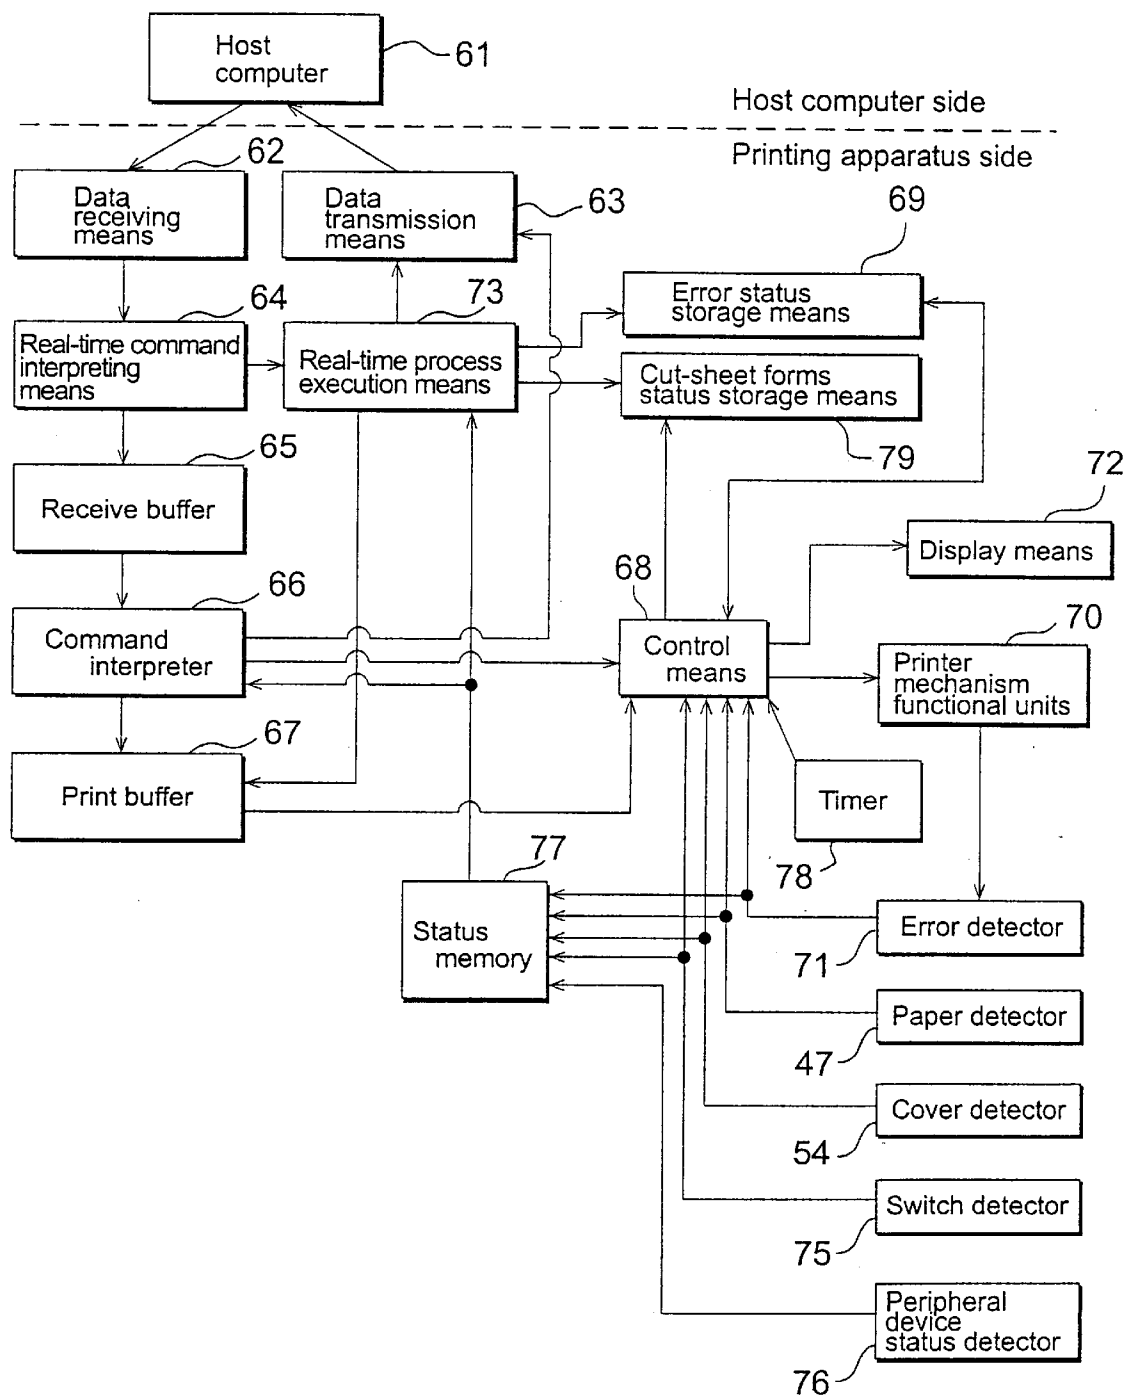 Host
computer
61
Host computer side
Printing apparatus side
62
Data
receiving
means
Data
transmission
means
63
69
64
73
Error status
storage means
Real-time command
interpreting
means
Real-time process
execution means
Cut-sheet forms
status storage means
79
65
72
Receive buffer
Display means
66
68
70
Command
interpreter
Control
means
Printer
mechanism
functional units
67
Print buffer
Timer
78
77
Status
memory
Error detector
71
Paper detector
47
Cover detector
54
Switch detector
75
Peripheral
device
status detector
76